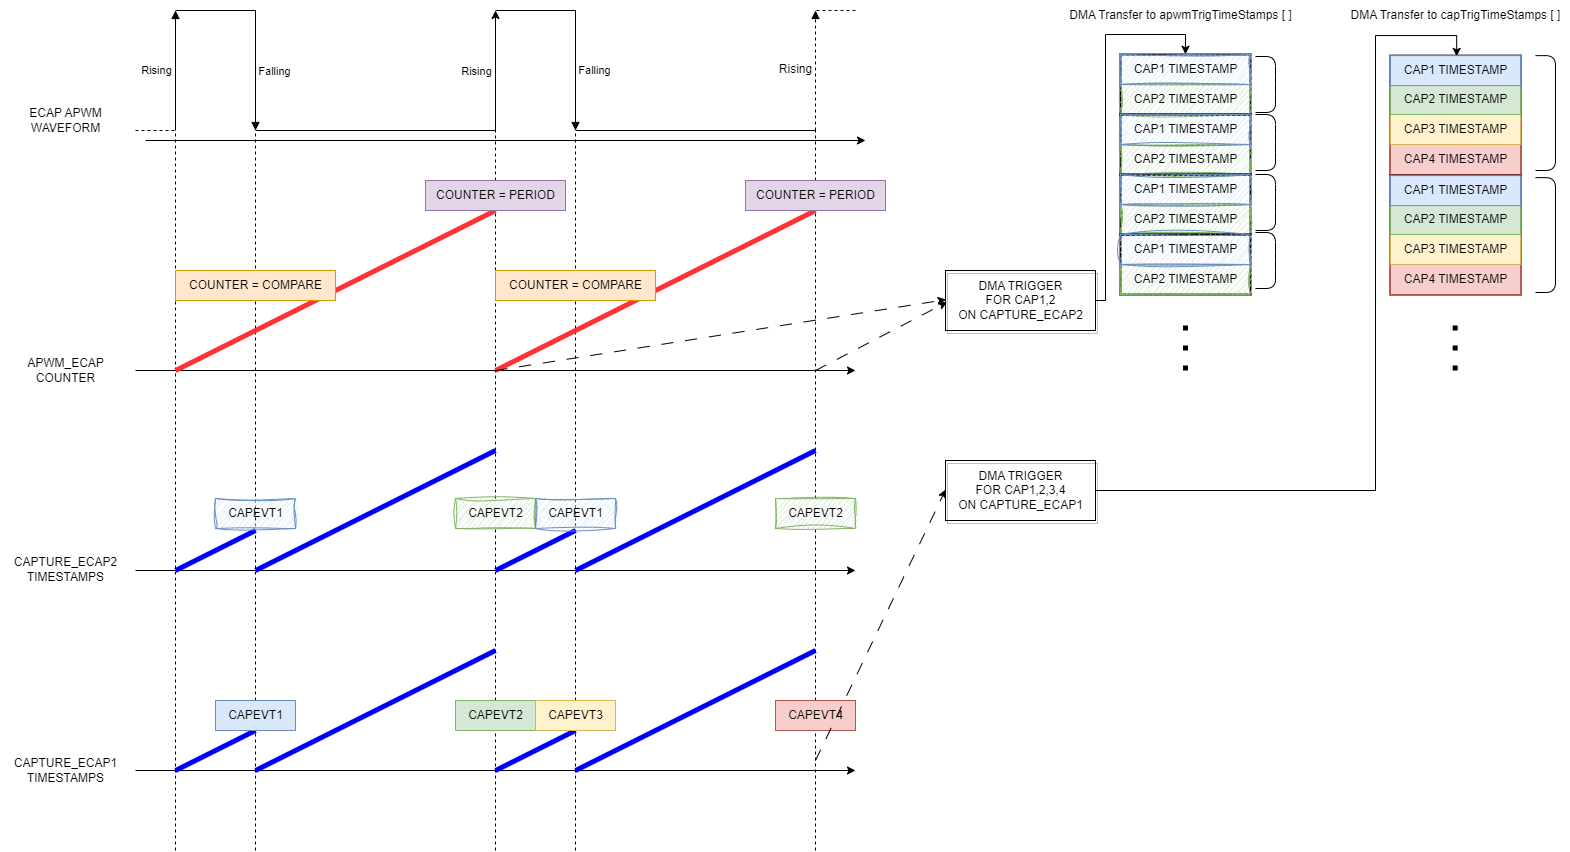 DMA Transfer to apwmTrigTimeStamps [ ]
DMA Transfer to capTrigTimeStamps [ ]
Rising
Falling
Rising
Falling
Rising
ECAP APWM
WAVEFORM
COUNTER = PERIOD
COUNTER = PERIOD
COUNTER = COMPARE
COUNTER = COMPARE
APWM_ECAP
COUNTER
CAPEVT1
CAPEVT2
CAPEVT1
CAPEVT2
CAPTURE_ECAP2
TIMESTAMPS
CAPEVT1
CAPEVT2
CAPEVT3
CAPEVT4
CAPTURE_ECAP1
TIMESTAMPS
DMA TRIGGER
FOR CAP1,2
ON CAPTURE_ECAP2
DMA TRIGGER
FOR CAP1,2,3,4
ON CAPTURE_ECAP1
CAP1 TIMESTAMP
CAP2 TIMESTAMP
CAP1 TIMESTAMP
CAP2 TIMESTAMP
CAP1 TIMESTAMP
CAP2 TIMESTAMP
CAP1 TIMESTAMP
CAP2 TIMESTAMP
CAP1 TIMESTAMP
CAP2 TIMESTAMP
CAP3 TIMESTAMP
CAP4 TIMESTAMP
CAP1 TIMESTAMP
CAP2 TIMESTAMP
CAP3 TIMESTAMP
CAP4 TIMESTAMP